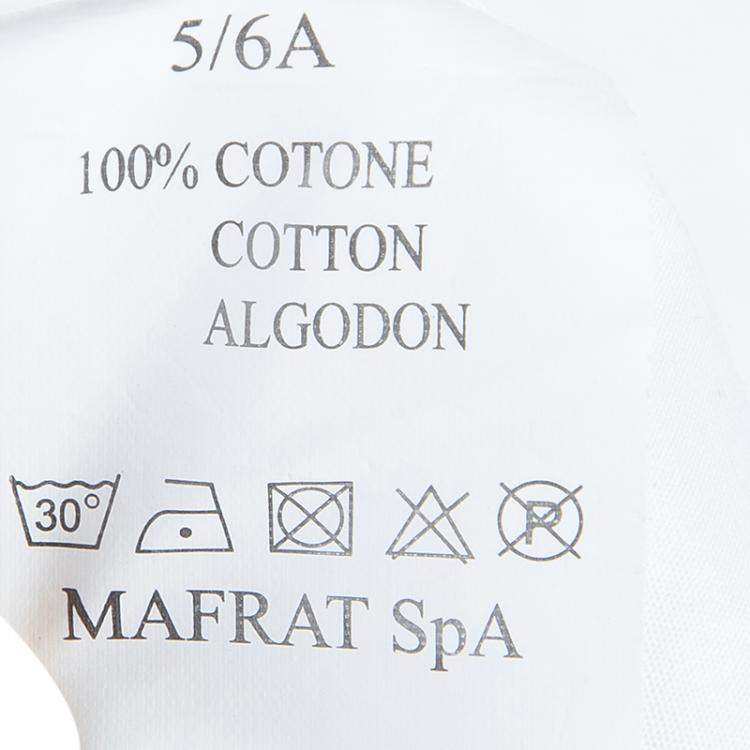 5/6A
100% COTONE
COTTON
ALGODON
30° P
MAFRAT SpA